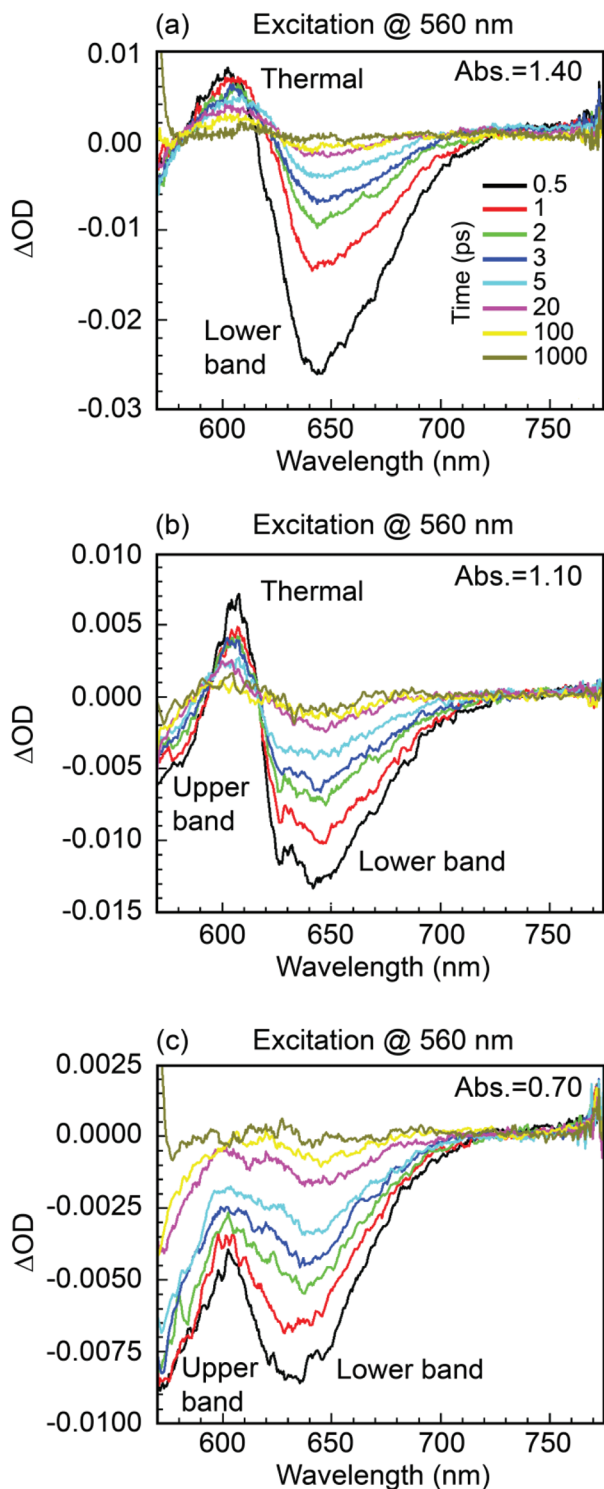 (a) Excitation @ 560 nm
0.01
0.00
-0.01
-0.02
-0.03
ΔOD
Thermal
Abs.=1.40
Lower
band
Time (ps)
0.5
1
2
3
5
20
100
1000
600 650 700 750
Wavelength (nm)
(b) Excitation @ 560 nm
0.010
0.005
0.000
-0.005
-0.010
-0.015
ΔOD
Thermal
Abs.=1.10
Upper
band
Lower band
600 650 700 750
Wavelength (nm)
(c) Excitation @ 560 nm
0.0025
0.0000
-0.0025
-0.0050
-0.0075
-0.0100
ΔOD
Abs.=0.70
Upper
band
Lower band
600 650 700 750
Wavelength (nm)